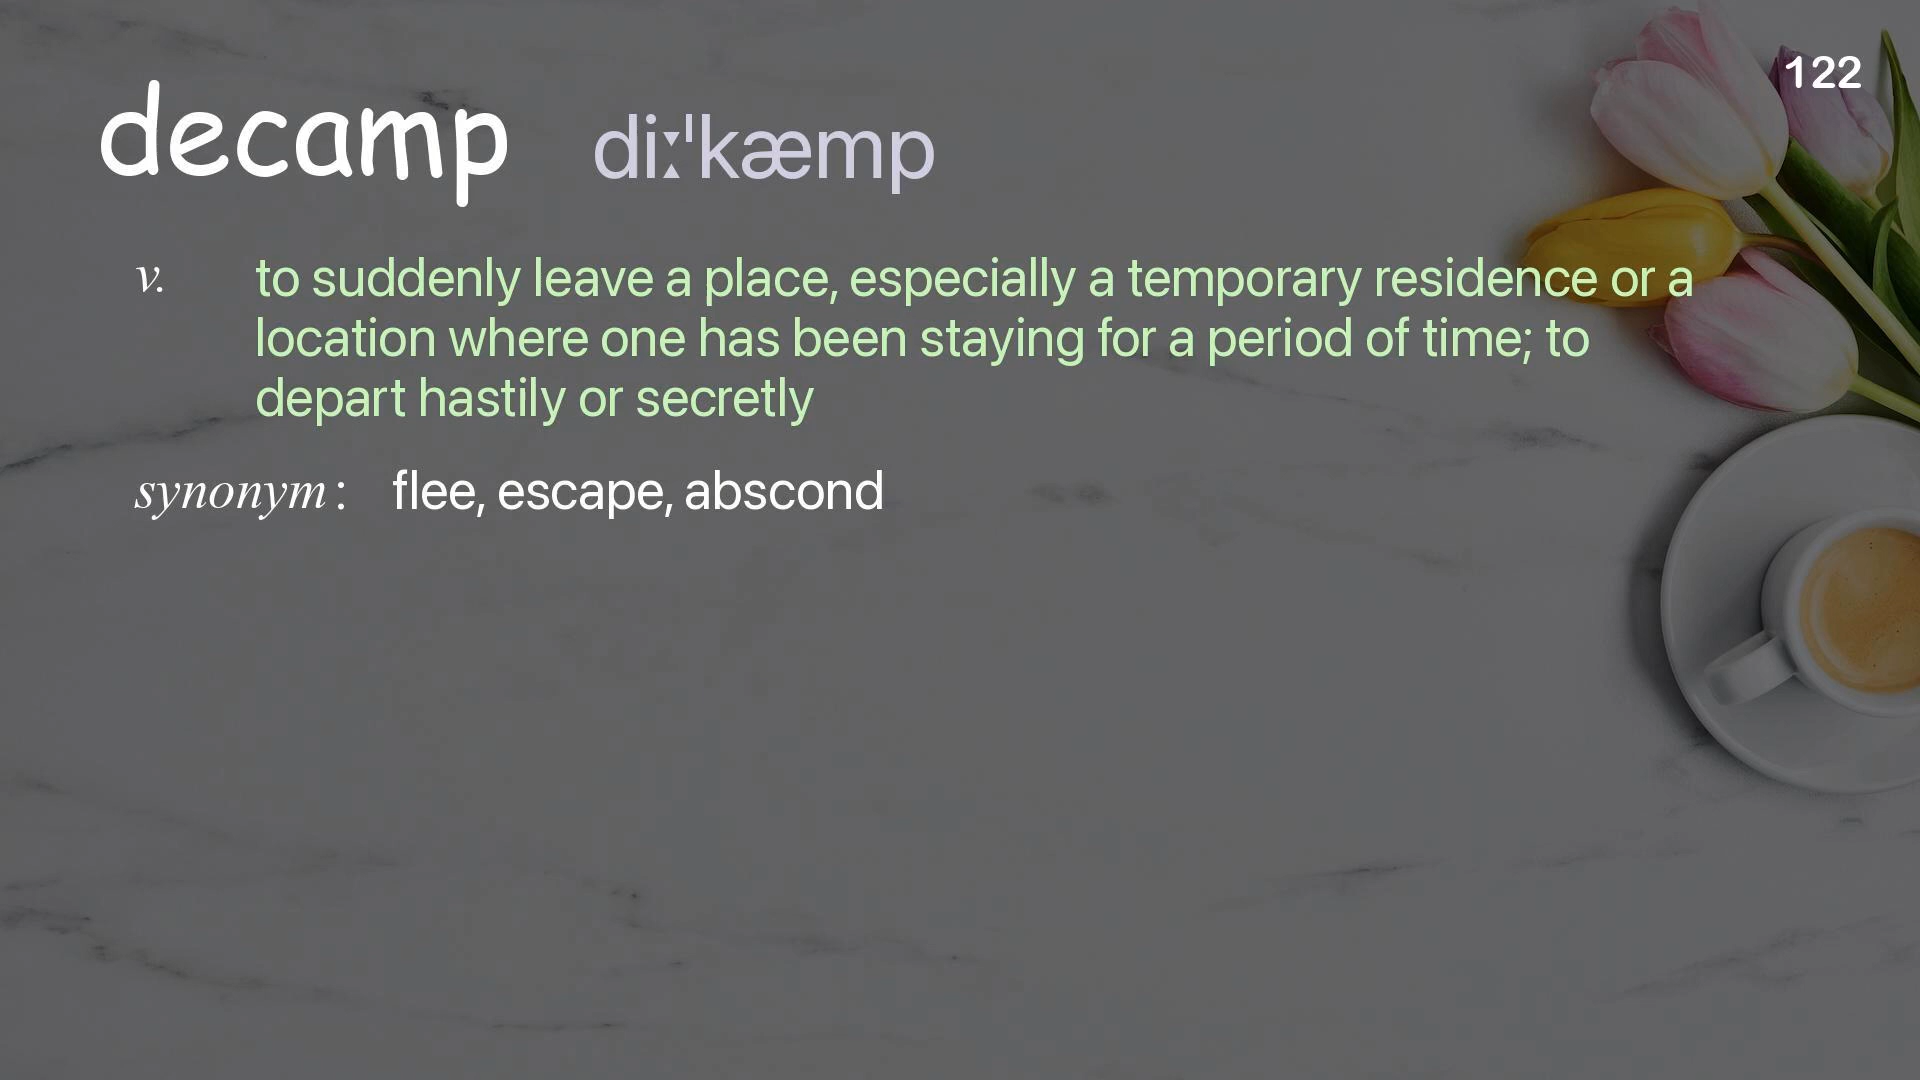 122
decamp diːˈkæmp
v. to suddenly leave a place, especially a temporary residence or a
location where one has been staying for a period of time; to
depart hastily or secretly
synonym: flee, escape, abscond